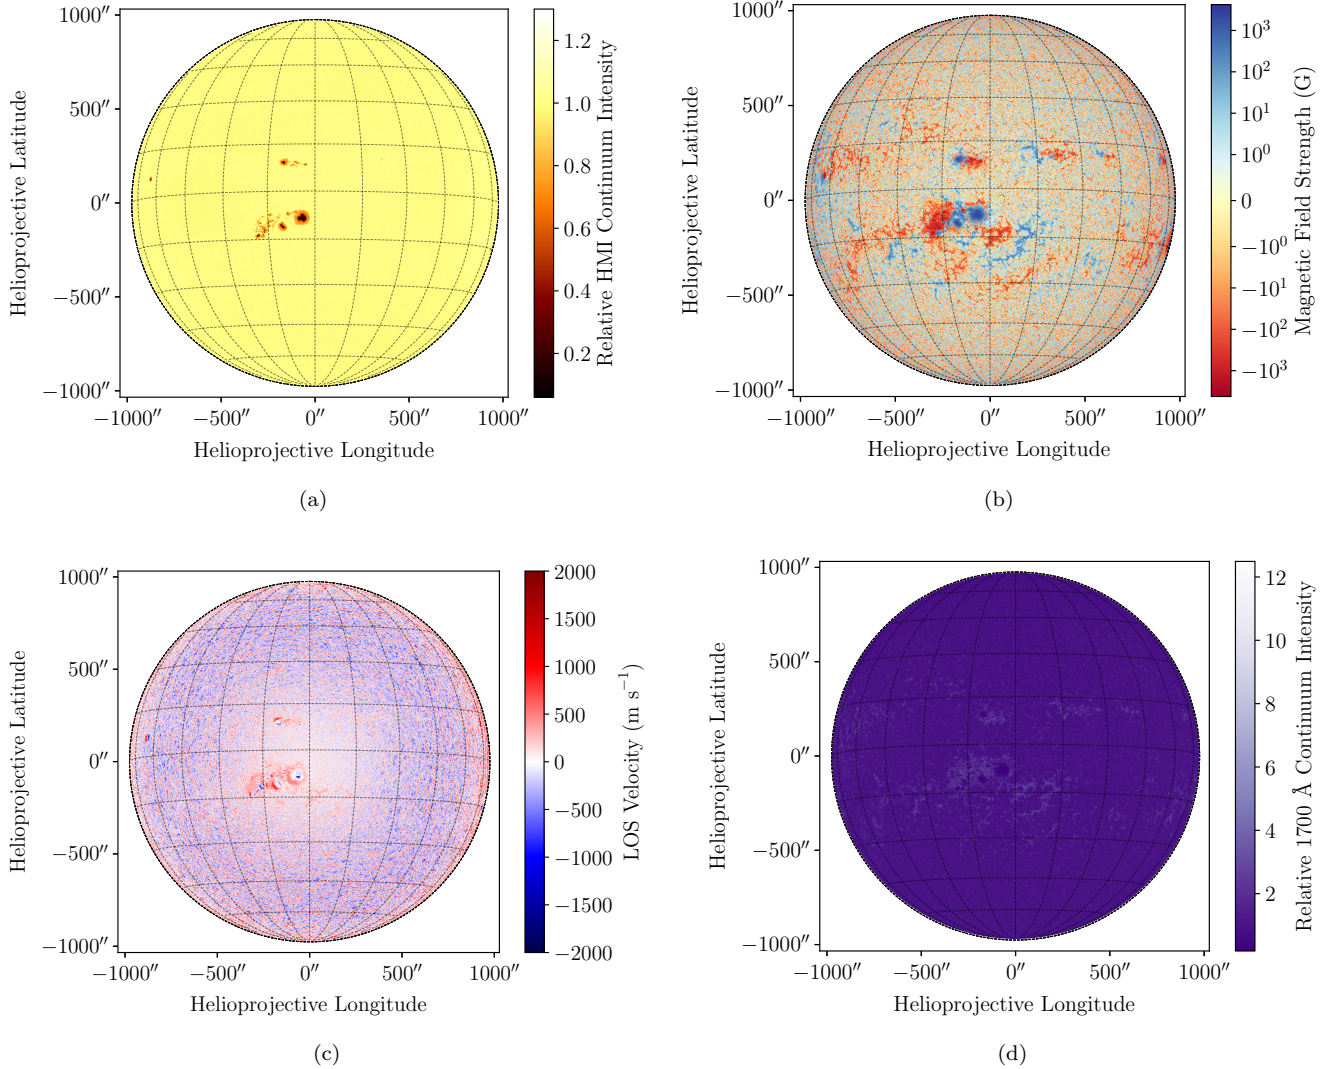 1000″
500″
0″
−500″
−1000″
−1000″ −500″ 0″ 500″ 1000″
Helioprojective Longitude
Helioprojective Latitude
1.2
1.0
0.8
0.6
0.4
0.2
Relative HMI Continuum Intensity
(a)
1000″
500″
0″
−500″
−1000″
−1000″ −500″ 0″ 500″ 1000″
Helioprojective Longitude
Helioprojective Latitude
10³
10²
10¹
10⁰
0
−10⁰
−10¹
−10²
−10³
Magnetic Field Strength (G)
(b)
1000″
500″
0″
−500″
−1000″
−1000″ −500″ 0″ 500″ 1000″
Helioprojective Longitude
Helioprojective Latitude
2000
1500
1000
500
0
−500
−1000
−1500
−2000
LOS Velocity (m s⁻¹)
(c)
1000″
500″
0″
−500″
−1000″
−1000″ −500″ 0″ 500″ 1000″
Helioprojective Longitude
Helioprojective Latitude
12
10
8
6
4
2
Relative 1700 Å Continuum Intensity
(d)